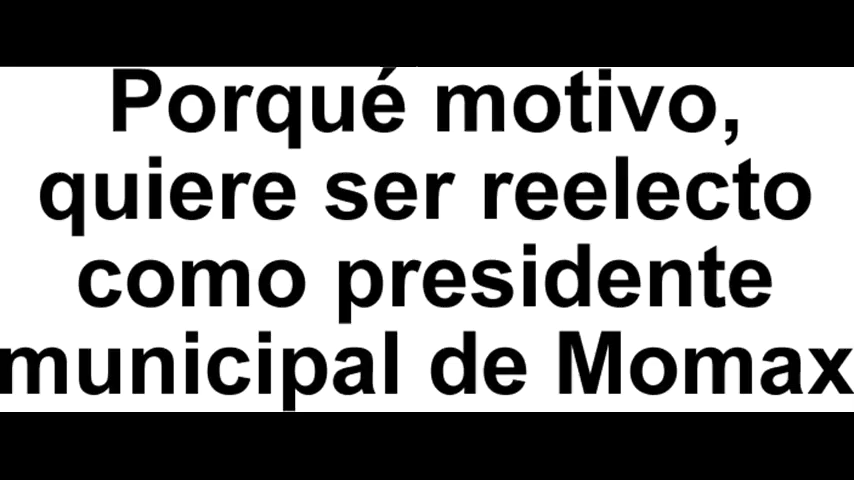 Porqué motivo,
quiere ser reelecto
como presidente
municipal de Momax